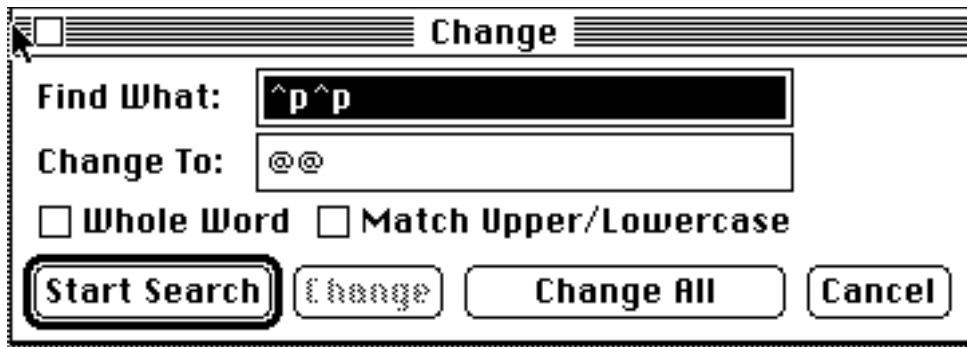 Change
Find What: ^p^p
Change To: @@
Whole Word Match Upper/Lowercase
Start Search Change Change All Cancel